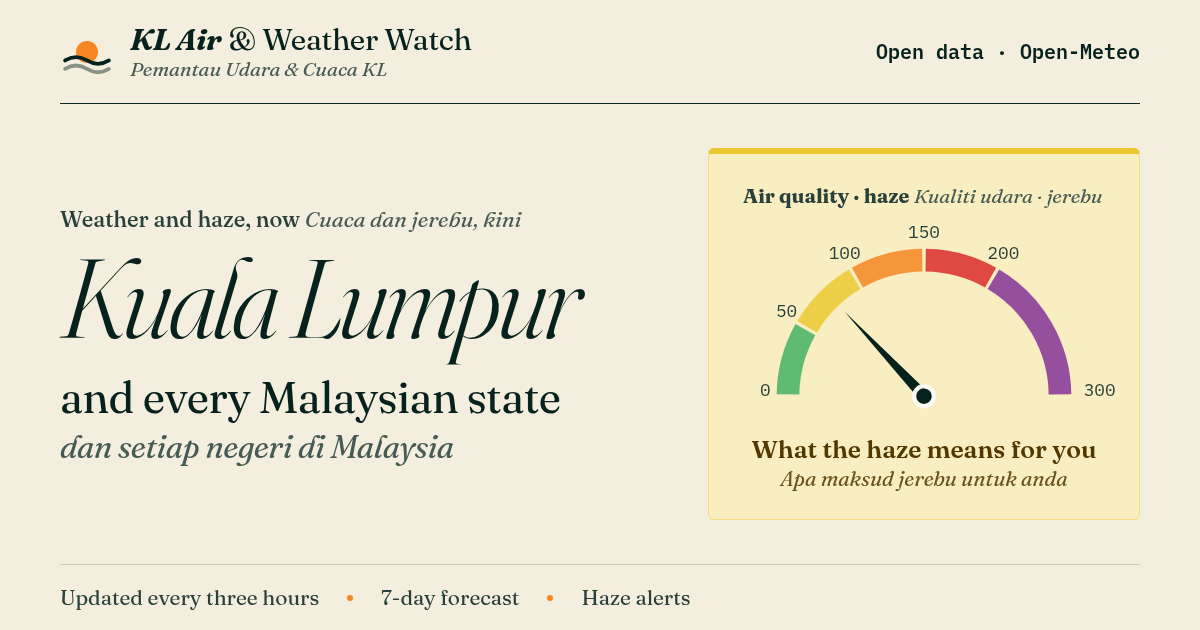 KL Air & Weather Watch
Pemantau Udara & Cuaca KL
Open data · Open-Meteo
Weather and haze, now Cuaca dan jerebu, kini
Kuala Lumpur
and every Malaysian state
dan setiap negeri di Malaysia
Air quality · haze Kualiti udara · jerebu
0
50
100
150
200
300
What the haze means for you
Apa maksud jerebu untuk anda
Updated every three hours • 7-day forecast • Haze alerts